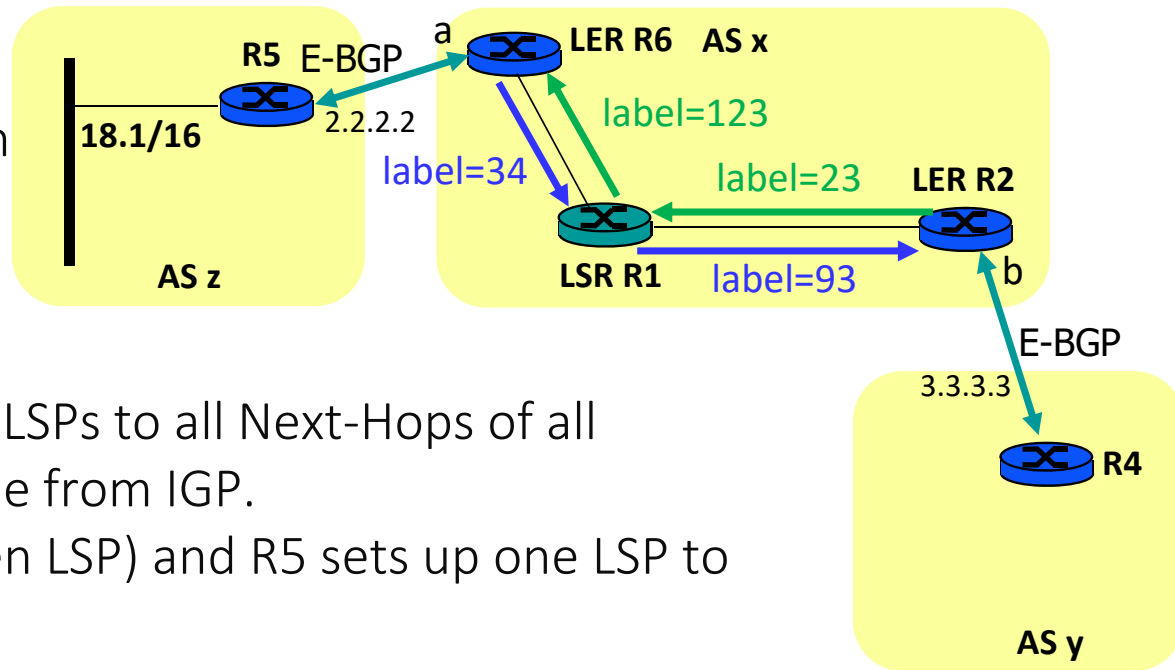 a
LER R6 AS x
R5 E-BGP
2.2.2.2
18.1/16
label=123
label=34
label=23
LER R2
LSR R1
label=93
b
AS z
E-BGP
3.3.3.3
R4
LSPs to all Next-Hops of all
e from IGP.
en LSP) and R5 sets up one LSP to
AS y